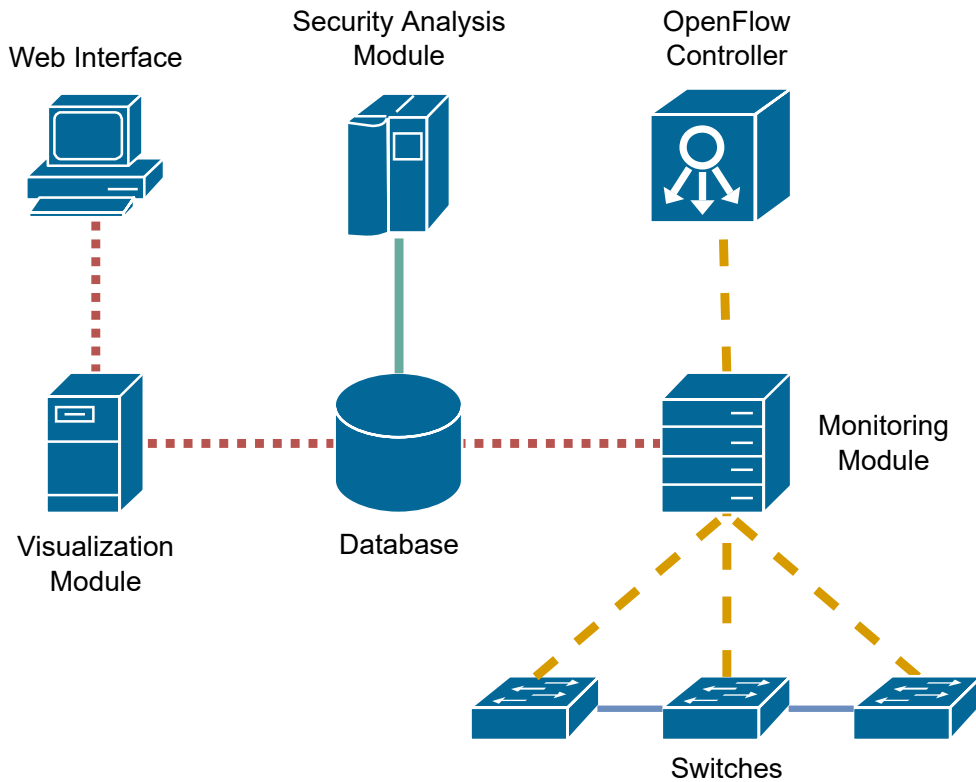 Web Interface
Security Analysis
Module
OpenFlow
Controller
Monitoring
Module
Visualization
Module
Database
Switches